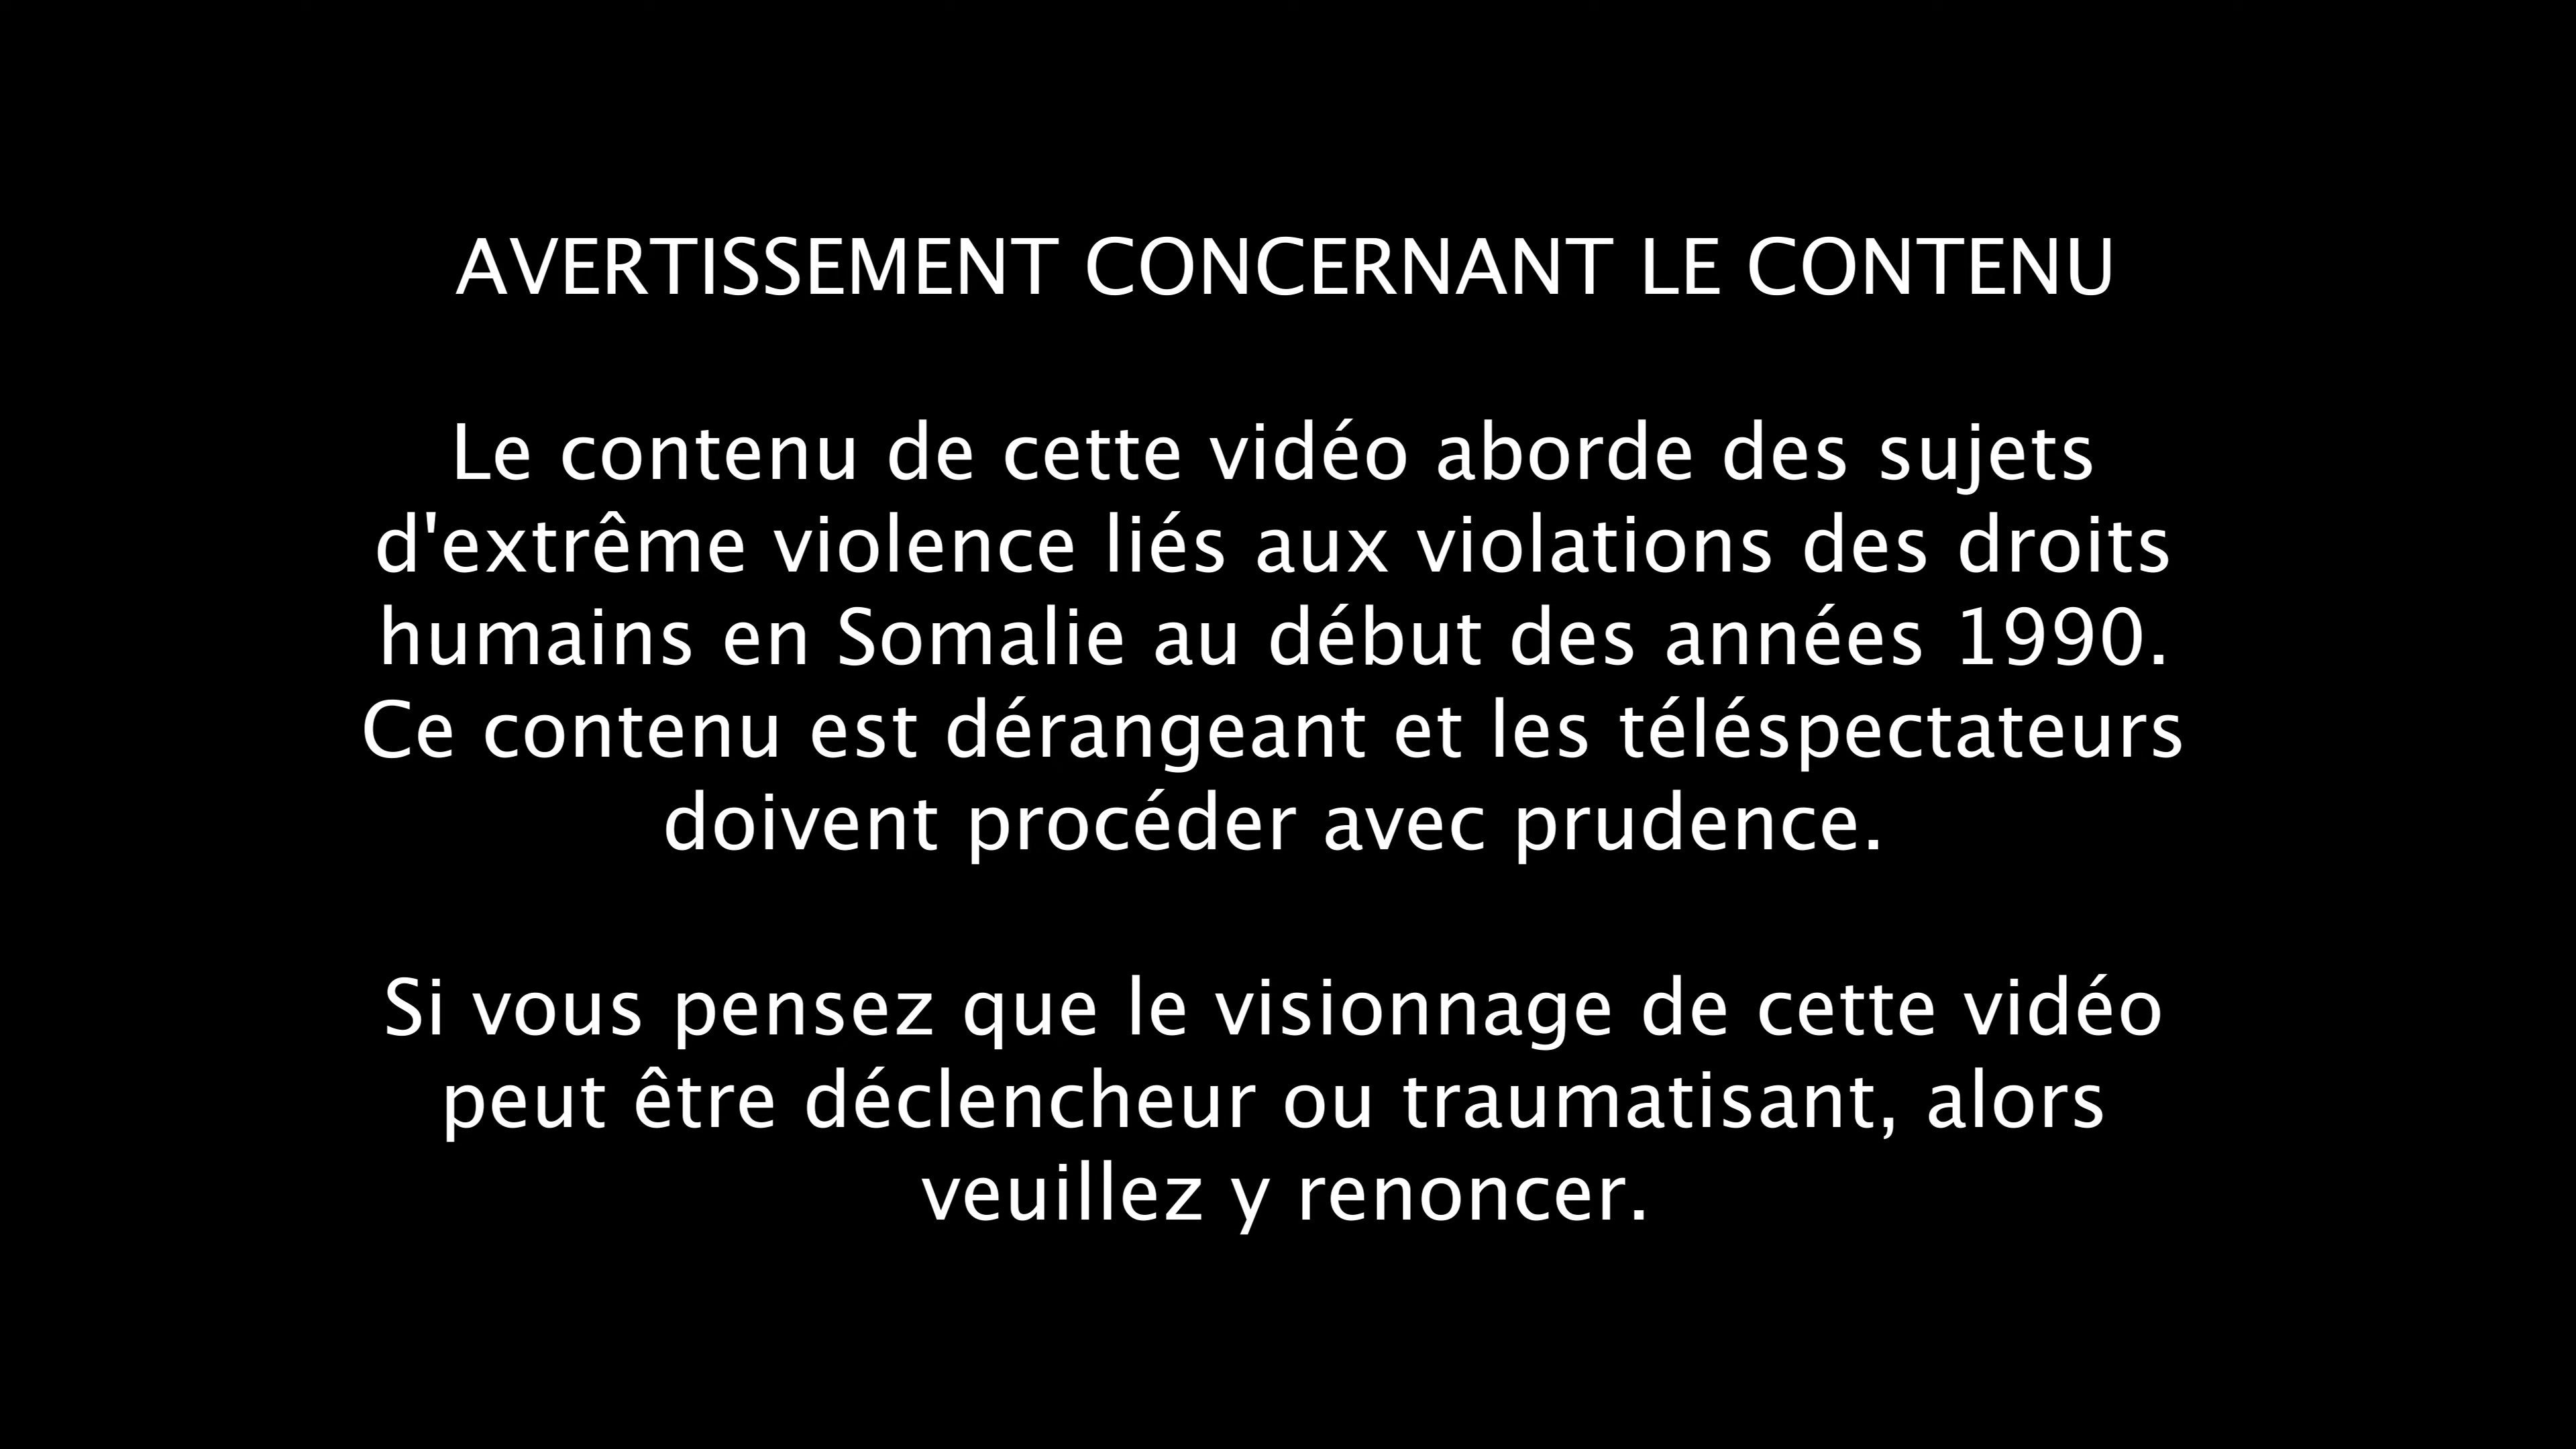 AVERTISSEMENT CONCERNANT LE CONTENU
Le contenu de cette vidéo aborde des sujets
d'extrême violence liés aux violations des droits
humains en Somalie au début des années 1990.
Ce contenu est dérangeant et les téléspectateurs
doivent procéder avec prudence.
Si vous pensez que le visionnage de cette vidéo
peut être déclencheur ou traumatisant, alors
veuillez y renoncer.